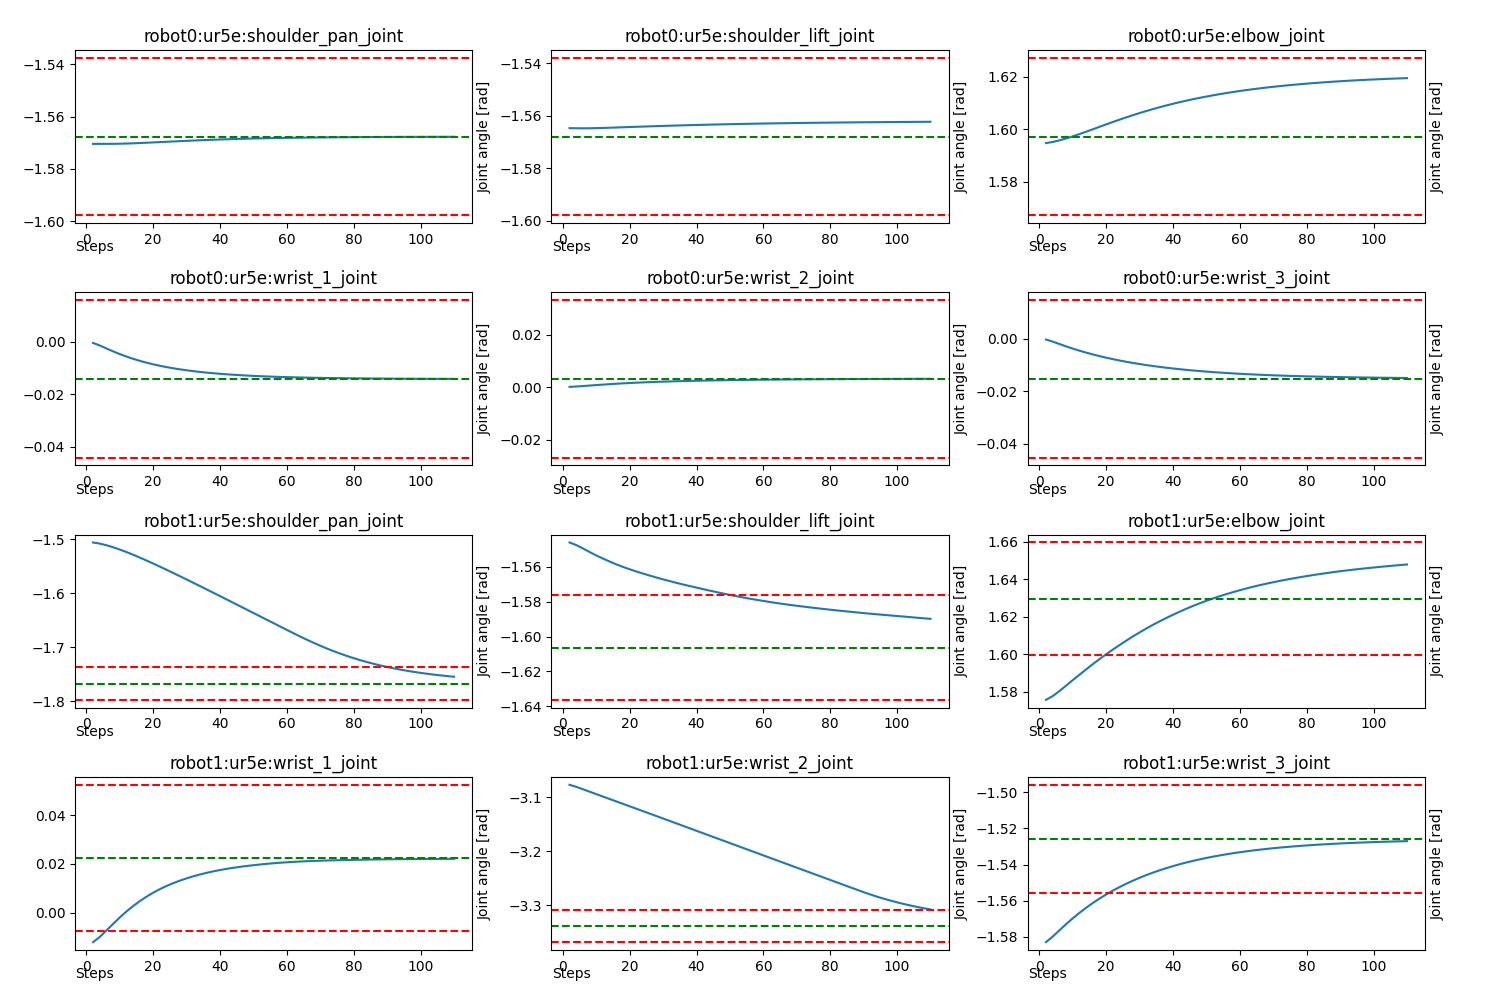 robot0:ur5e:shoulder_pan_joint
−1.54
−1.56
−1.58
−1.60
0 20 40 60 80 100
Steps
Joint angle [rad]
robot0:ur5e:shoulder_lift_joint
−1.54
−1.56
−1.58
−1.60
0 20 40 60 80 100
Steps
Joint angle [rad]
robot0:ur5e:elbow_joint
1.62
1.60
1.58
0 20 40 60 80 100
Steps
Joint angle [rad]
robot0:ur5e:wrist_1_joint
0.00
−0.02
−0.04
0 20 40 60 80 100
Steps
Joint angle [rad]
robot0:ur5e:wrist_2_joint
0.02
0.00
−0.02
0 20 40 60 80 100
Steps
Joint angle [rad]
robot0:ur5e:wrist_3_joint
0.00
−0.02
−0.04
0 20 40 60 80 100
Steps
Joint angle [rad]
robot1:ur5e:shoulder_pan_joint
−1.5
−1.6
−1.7
−1.8
0 20 40 60 80 100
Steps
Joint angle [rad]
robot1:ur5e:shoulder_lift_joint
−1.56
−1.58
−1.60
−1.62
−1.64
0 20 40 60 80 100
Steps
Joint angle [rad]
robot1:ur5e:elbow_joint
1.66
1.64
1.62
1.60
1.58
0 20 40 60 80 100
Steps
Joint angle [rad]
robot1:ur5e:wrist_1_joint
0.04
0.02
0.00
0 20 40 60 80 100
Steps
Joint angle [rad]
robot1:ur5e:wrist_2_joint
−3.1
−3.2
−3.3
0 20 40 60 80 100
Steps
Joint angle [rad]
robot1:ur5e:wrist_3_joint
−1.50
−1.52
−1.54
−1.56
−1.58
0 20 40 60 80 100
Steps
Joint angle [rad]